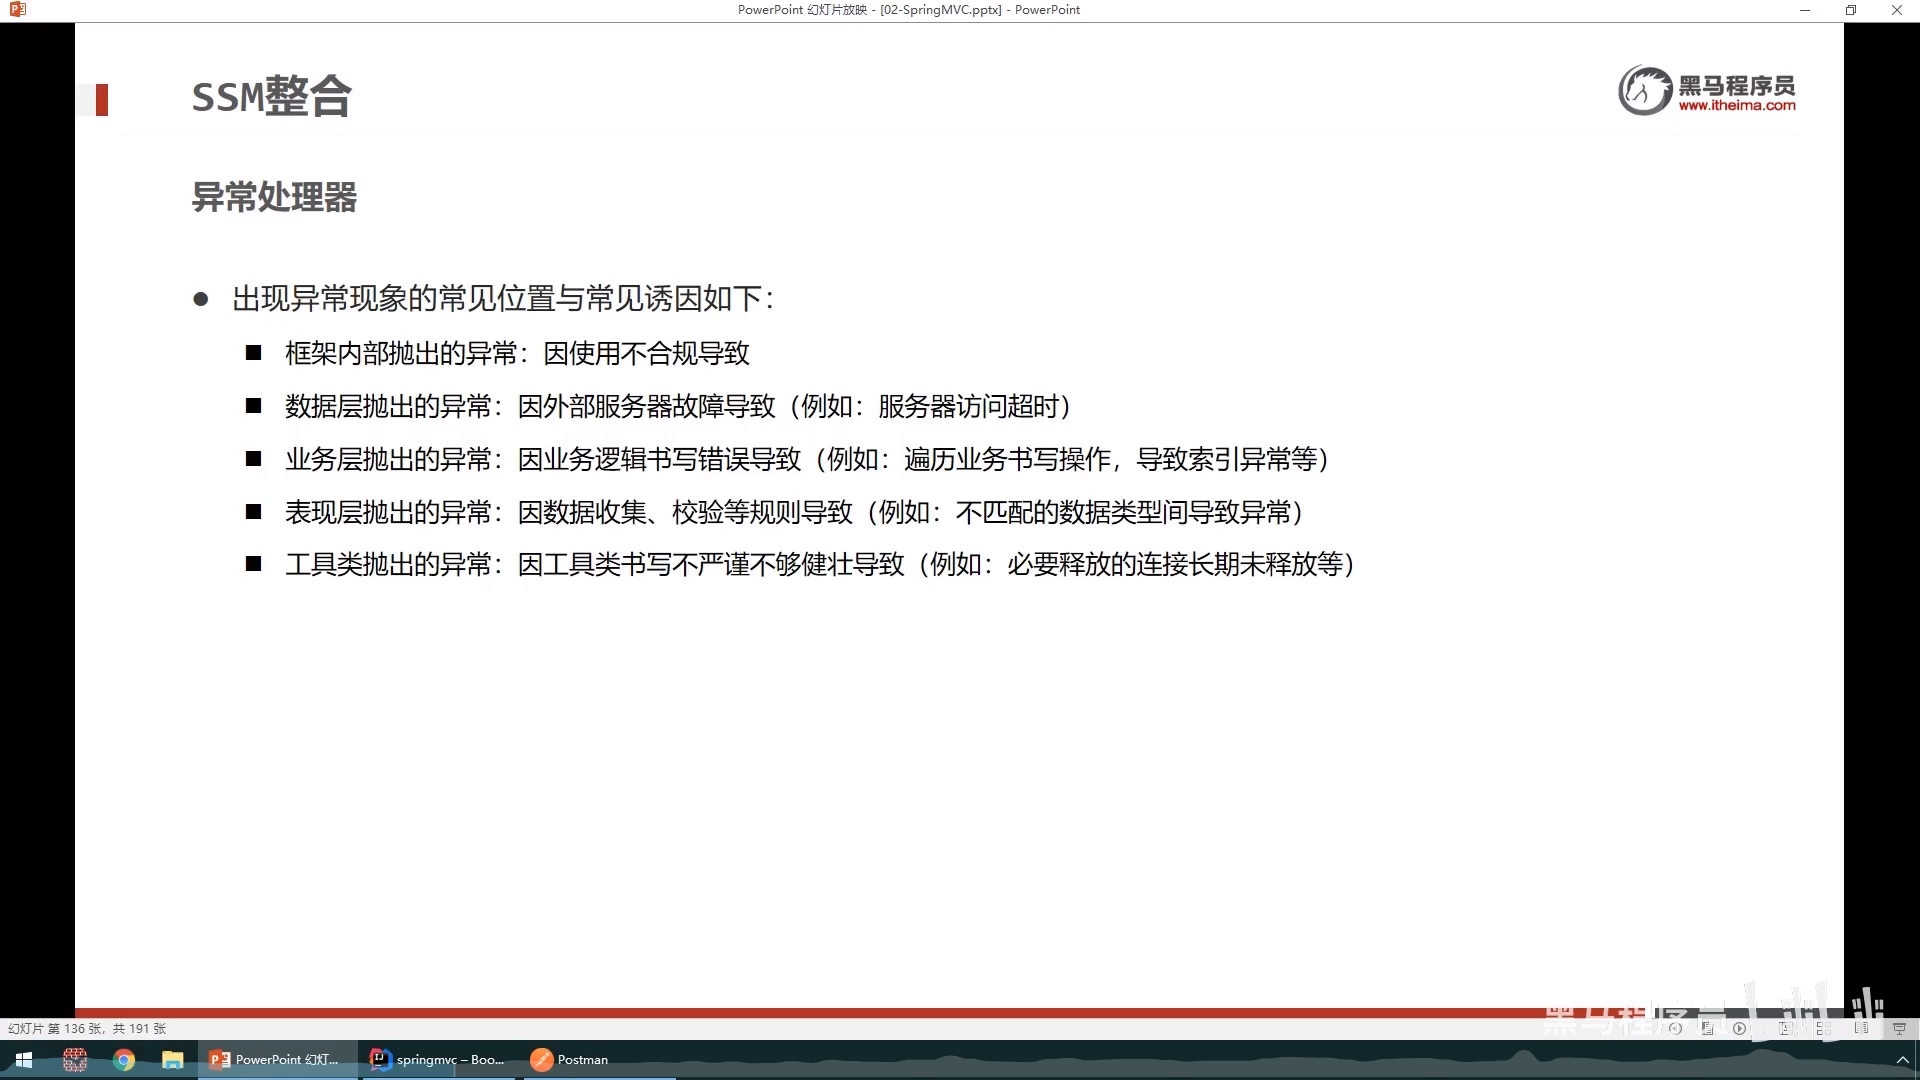 PowerPoint 幻灯片放映 - [02-SpringMVC.pptx] - PowerPoint
SSM整合
黑马程序员
www.itheima.com
异常处理器
● 出现异常现象的常见位置与常见诱因如下：
■ 框架内部抛出的异常：因使用不合规导致
■ 数据层抛出的异常：因外部服务器故障导致（例如：服务器访问超时）
■ 业务层抛出的异常：因业务逻辑书写错误导致（例如：遍历业务书写操作，导致索引异常等）
■ 表现层抛出的异常：因数据收集、校验等规则导致（例如：不匹配的数据类型间导致异常）
■ 工具类抛出的异常：因工具类书写不严谨不够健壮导致（例如：必要释放的连接长期未释放等）
黑马程序员
幻灯片 第 136 张，共 191 张
PowerPoint 幻灯...
springmvc – Boo...
Postman